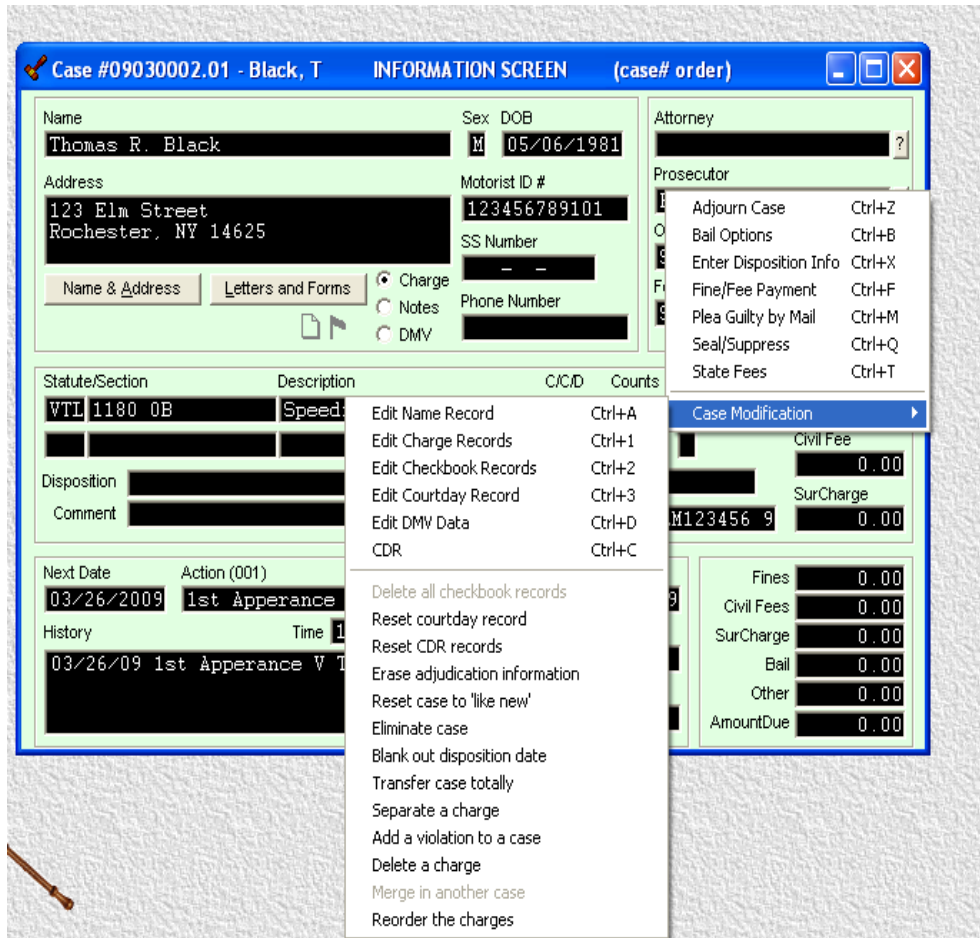 Case #09030002.01 - Black, T INFORMATION SCREEN (case# order)
Name Sex DOB Attorney
Thomas R. Black M 05/06/1981 ?
Address Motorist ID # Prosecutor
123 Elm Street 123456789101
Rochester, NY 14625
SS Number
– –
Name & Address Letters and Forms Charge
Notes
DMV
Phone Number
Adjourn Case Ctrl+Z
Bail Options Ctrl+B
Enter Disposition Info Ctrl+X
Fine/Fee Payment Ctrl+F
Plea Guilty by Mail Ctrl+M
Seal/Suppress Ctrl+Q
State Fees Ctrl+T
Case Modification
Statute/Section Description C/C/D Counts
VTL 1180 0B
Civil Fee
0.00
Disposition
SurCharge
Comment M123456 9 0.00
Edit Name Record Ctrl+A
Edit Charge Records Ctrl+1
Edit Checkbook Records Ctrl+2
Edit Courtday Record Ctrl+3
Edit DMV Data Ctrl+D
CDR Ctrl+C
Delete all checkbook records
Reset courtday record
Reset CDR records
Erase adjudication information
Reset case to 'like new'
Eliminate case
Blank out disposition date
Transfer case totally
Separate a charge
Add a violation to a case
Delete a charge
Merge in another case
Reorder the charges
Next Date Action (001)
03/26/2009 1st Apperance
History Time
03/26/09 1st Apperance V
Fines 0.00
Civil Fees 0.00
SurCharge 0.00
Bail 0.00
Other 0.00
AmountDue 0.00